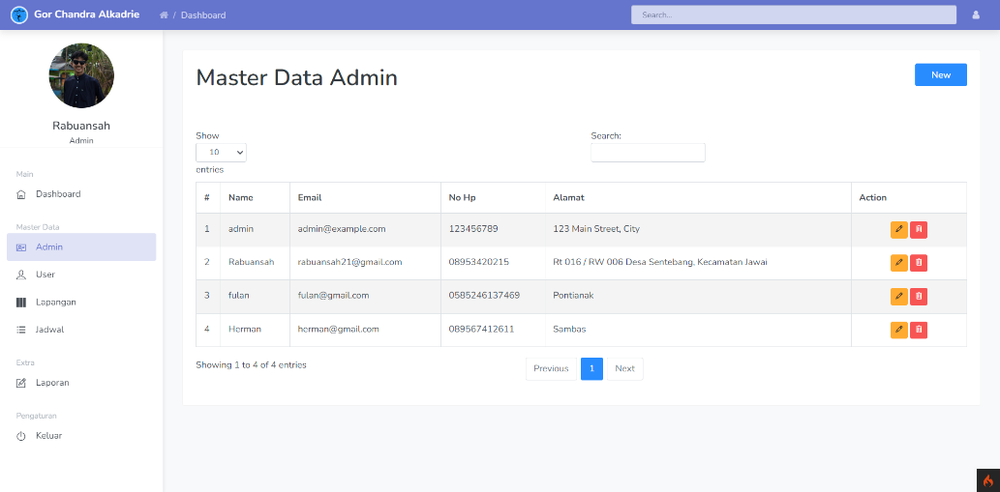 Gor Chandra Alkadrie
/ Dashboard
Search...
Rabuansah
Admin
Main
Dashboard
Master Data
Admin
User
Lapangan
Jadwal
Extra
Laporan
Pengaturan
Keluar
Master Data Admin
New
Show
10
entries
Search:
# Name Email No Hp Alamat Action
1 admin admin@example.com 123456789 123 Main Street, City
2 Rabuansah rabuansah21@gmail.com 08953420215 Rt 016 / RW 006 Desa Sentebang, Kecamatan Jawai
3 fulan fulan@gmail.com 0585246137469 Pontianak
4 Herman herman@gmail.com 089567412611 Sambas
Showing 1 to 4 of 4 entries
Previous 1 Next